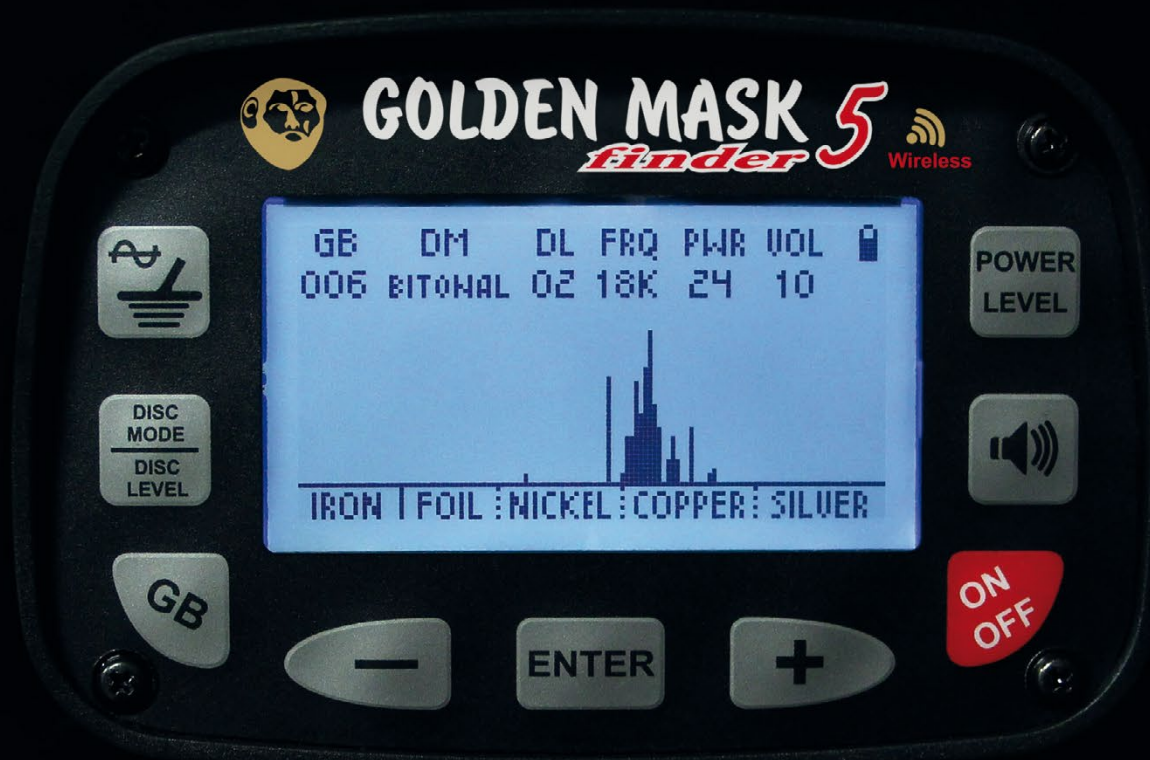 GOLDEN MASK 5
finder
Wireless
GB DM DL FRQ PWR VOL
006 BITONAL 02 18K 24 10
IRON | FOIL NICKEL COPPER SILVER
POWER
LEVEL
DISC
MODE
DISC
LEVEL
GB
ON
OFF
— ENTER +